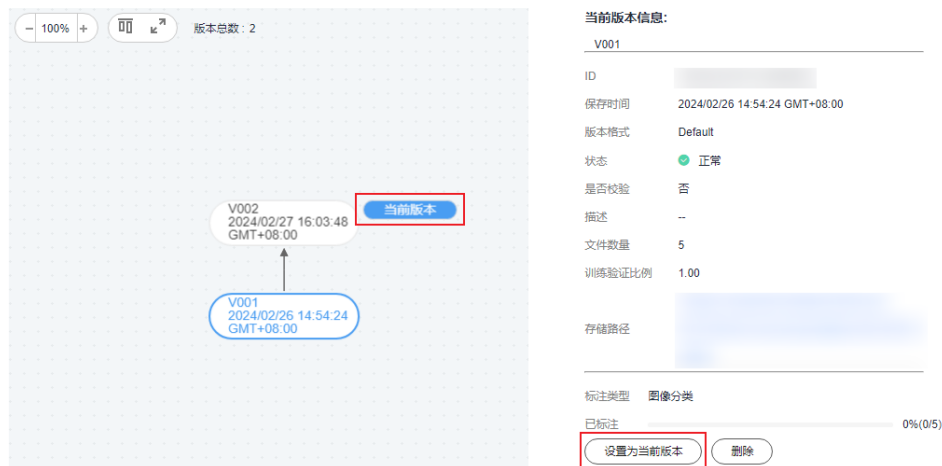 − 100% +
版本总数 : 2
V002
2024/02/27 16:03:48
GMT+08:00
当前版本
V001
2024/02/26 14:54:24
GMT+08:00
当前版本信息:
V001
ID
保存时间 2024/02/26 14:54:24 GMT+08:00
版本格式 Default
状态 正常
是否校验 否
描述 --
文件数量 5
训练验证比例 1.00
存储路径
标注类型 图像分类
已标注 0%(0/5)
设置为当前版本 删除